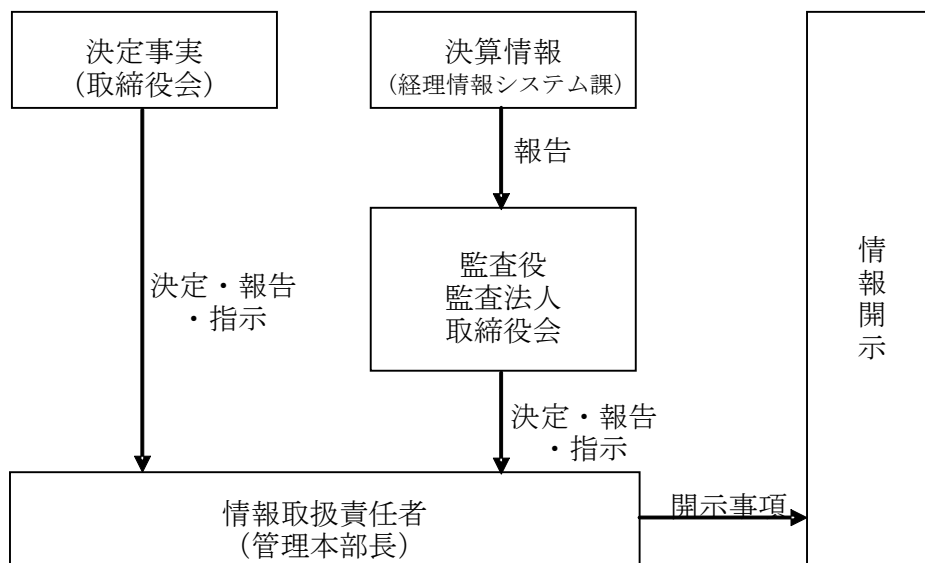 決定事実
(取締役会)
決算情報
(経理情報システム課)
報告
監査役
監査法人
取締役会
決定・報告
・指示
決定・報告
・指示
情報取扱責任者
(管理本部長)
開示事項
情報開示